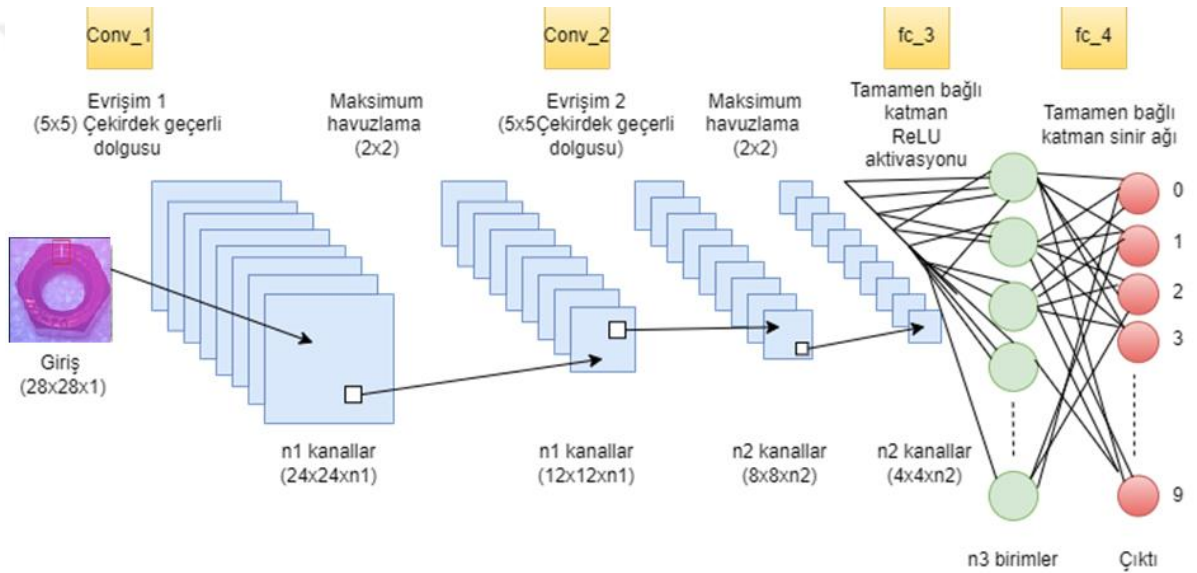 Conv_1
Conv_2
fc_3
fc_4
Evrişim 1
(5x5) Çekirdek geçerli
dolgusu
Maksimum
havuzlama
(2x2)
Evrişim 2
(5x5Çekirdek geçerli
dolgusu)
Maksimum
havuzlama
(2x2)
Tamamen bağlı
katman
ReLU
aktivasyonu
Tamamen bağlı
katman sinir ağı
Giriş
(28x28x1)
n1 kanallar
(24x24xn1)
n1 kanallar
(12x12xn1)
n2 kanallar
(8x8xn2)
n2 kanallar
(4x4xn2)
n3 birimler
0
1
2
3
9
Çıktı